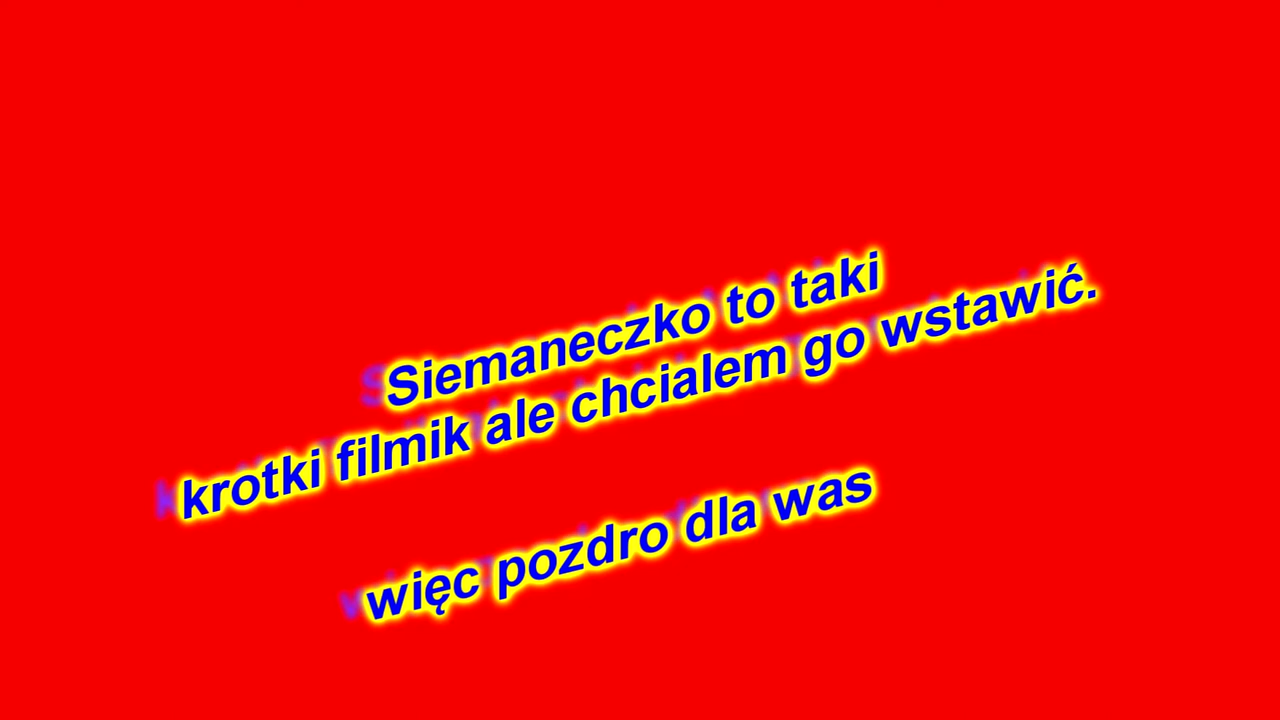 Siemaneczko to taki
krotki filmik ale chcialem go wstawić.
więc pozdro dla was